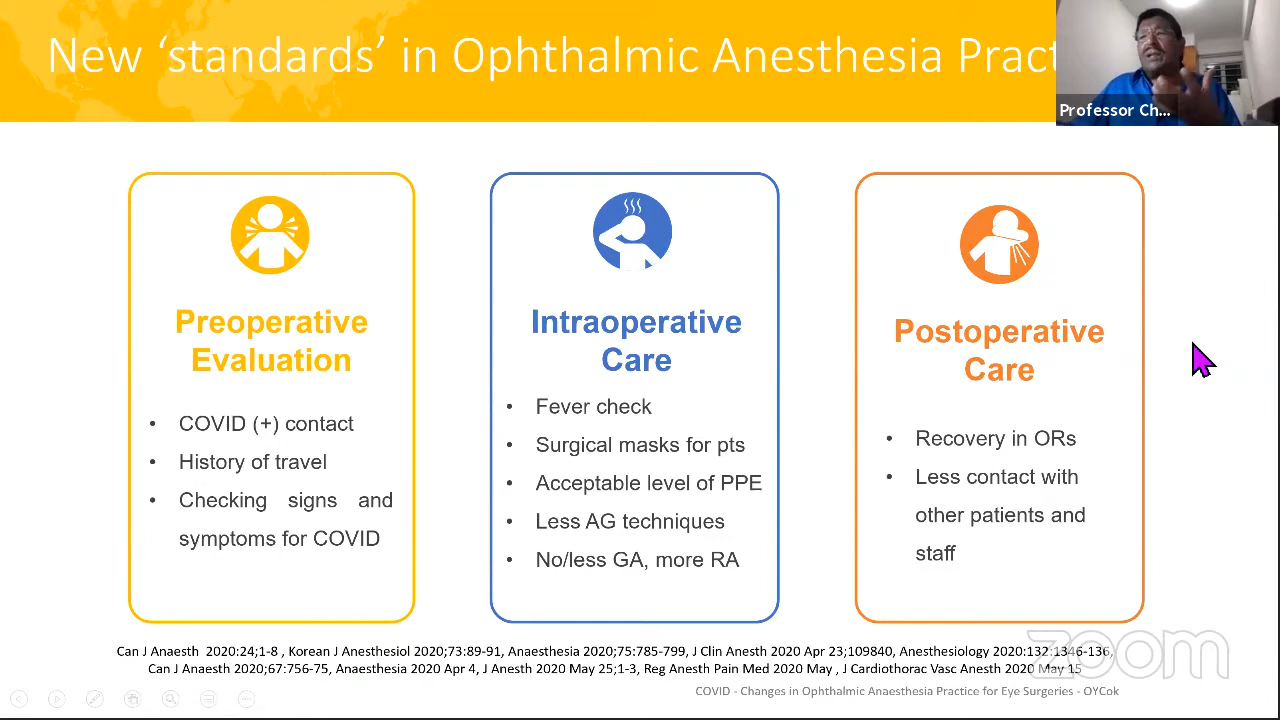 New ‘standards’ in Ophthalmic Anesthesia Pract
Professor Ch...
Preoperative
Evaluation
• COVID (+) contact
• History of travel
• Checking signs and
symptoms for COVID
Intraoperative
Care
• Fever check
• Surgical masks for pts
• Acceptable level of PPE
• Less AG techniques
• No/less GA, more RA
Postoperative
Care
• Recovery in ORs
• Less contact with
other patients and
staff
Can J Anaesth 2020:24;1-8 , Korean J Anesthesiol 2020;73:89-91, Anaesthesia 2020;75:785-799, J Clin Anesth 2020 Apr 23;109840, Anesthesiology 2020:132:1346-136,
Can J Anaesth 2020;67:756-75, Anaesthesia 2020 Apr 4, J Anesth 2020 May 25;1-3, Reg Anesth Pain Med 2020 May , J Cardiothorac Vasc Anesth 2020 May 15
zoom
COVID - Changes in Ophthalmic Anaesthesia Practice for Eye Surgeries - OYCok